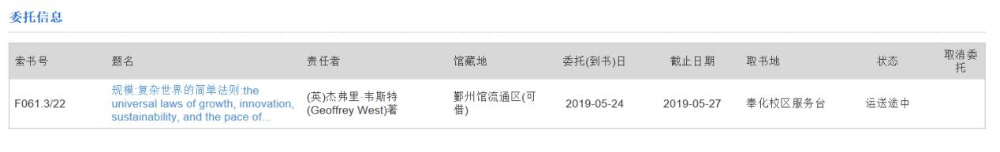 委托信息
索书号 题名 责任者 馆藏地 委托(到书)日 截止日期 取书地 状态 取消委
托
F061.3/22 规模:复杂世界的简单法则:the
universal laws of growth, innovation,
sustainability, and the pace of... (英)杰弗里·韦斯特
(Geoffrey West)著 鄞州馆流通区(可
借) 2019-05-24 2019-05-27 奉化校区服务台 运送途中